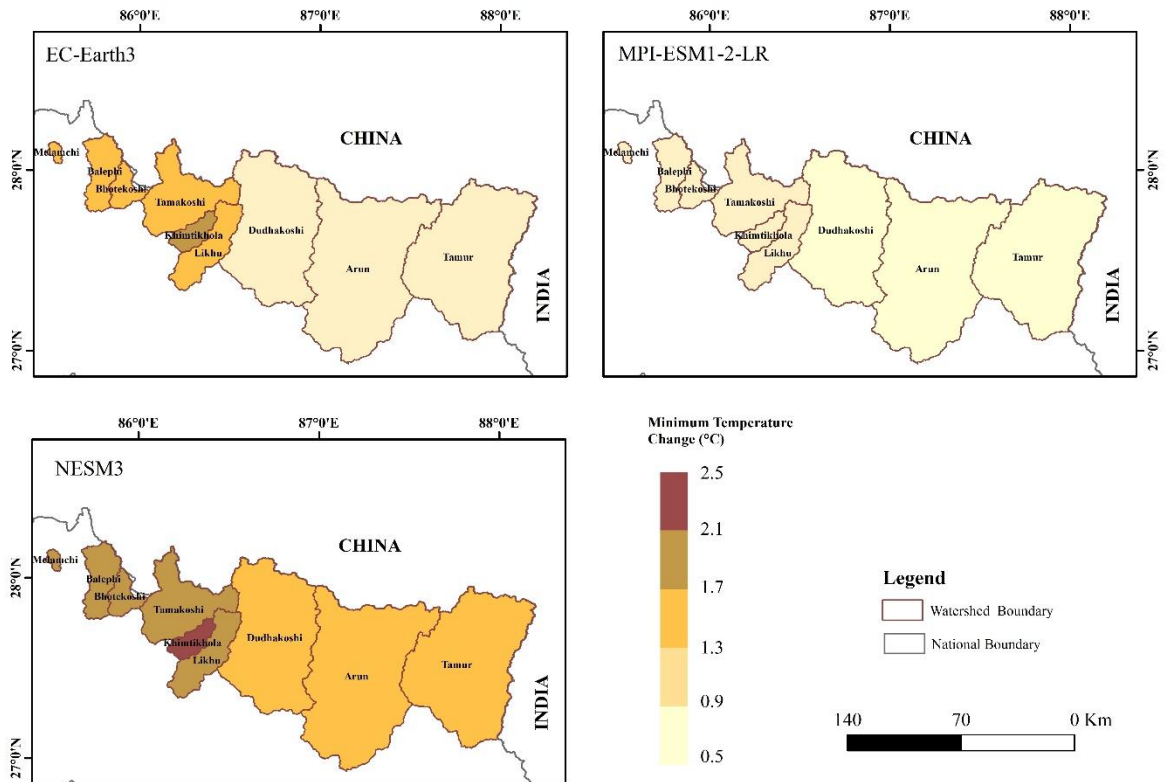 86°0'E 87°0'E 88°0'E
EC-Earth3
CHINA
28°0'N
Melamchi
Balephi
Bhotekoshi
Tamakoshi
Khimtikhola
Likhu
Dudhakoshi
Arun
Tamur
INDIA
27°0'N
86°0'E 87°0'E 88°0'E
MPI-ESM1-2-LR
CHINA
28°0'N
Melamchi
Balephi
Bhotekoshi
Tamakoshi
Khimtikhola
Likhu
Dudhakoshi
Arun
Tamur
INDIA
27°0'N
86°0'E 87°0'E 88°0'E
NESM3
CHINA
28°0'N
Melamchi
Balephi
Bhotekoshi
Tamakoshi
Khimtikhola
Likhu
Dudhakoshi
Arun
Tamur
INDIA
27°0'N
Minimum Temperature
Change (°C)
2.5
2.1
1.7
1.3
0.9
0.5
Legend
Watershed Boundary
National Boundary
140 70 0 Km